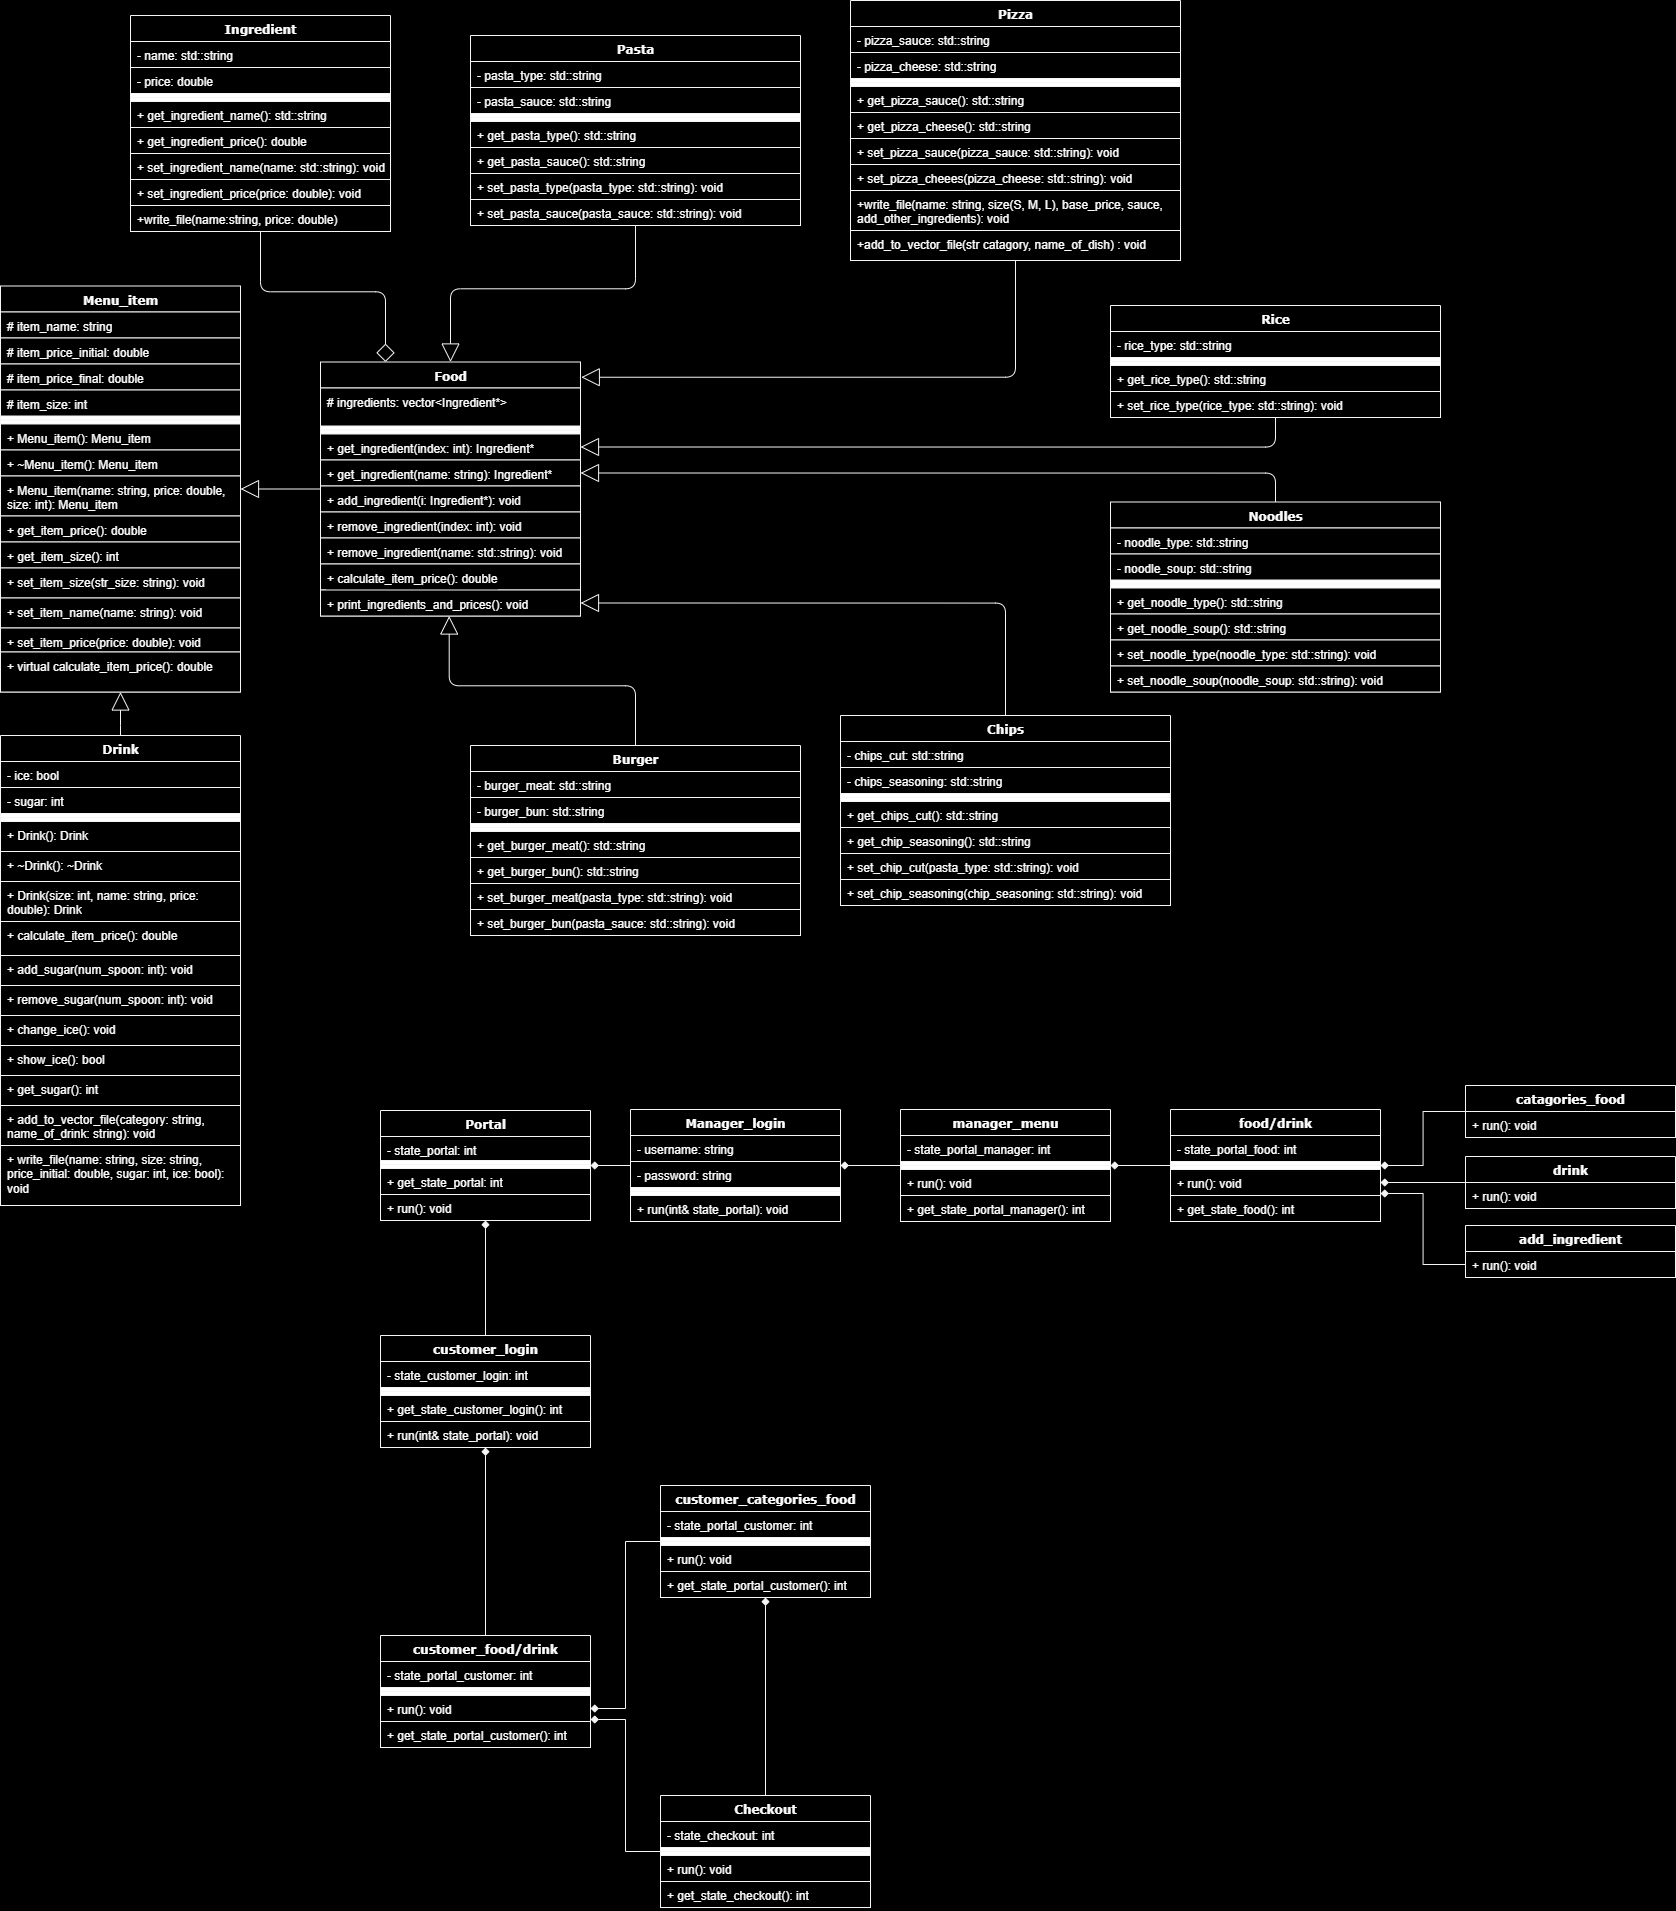 Ingredient
- name: std::string
- price: double
+ get_ingredient_name(): std::string
+ get_ingredient_price(): double
+ set_ingredient_name(name: std::string): void
+ set_ingredient_price(price: double): void
+write_file(name:string, price: double)
Pasta
- pasta_type: std::string
- pasta_sauce: std::string
+ get_pasta_type(): std::string
+ get_pasta_sauce(): std::string
+ set_pasta_type(pasta_type: std::string): void
+ set_pasta_sauce(pasta_sauce: std::string): void
Pizza
- pizza_sauce: std::string
- pizza_cheese: std::string
+ get_pizza_sauce(): std::string
+ get_pizza_cheese(): std::string
+ set_pizza_sauce(pizza_sauce: std::string): void
+ set_pizza_cheees(pizza_cheese: std::string): void
+write_file(name: string, size(S, M, L), base_price, sauce,
add_other_ingredients): void
+add_to_vector_file(str catagory, name_of_dish) : void
Menu_item
# item_name: string
# item_price_initial: double
# item_price_final: double
# item_size: int
+ Menu_item(): Menu_item
+ ~Menu_item(): Menu_item
+ Menu_item(name: string, price: double,
size: int): Menu_item
+ get_item_price(): double
+ get_item_size(): int
+ set_item_size(str_size: string): void
+ set_item_name(name: string): void
+ set_item_price(price: double): void
+ virtual calculate_item_price(): double
Food
# ingredients: vector<Ingredient*>
+ get_ingredient(index: int): Ingredient*
+ get_ingredient(name: string): Ingredient*
+ add_ingredient(i: Ingredient*): void
+ remove_ingredient(index: int): void
+ remove_ingredient(name: std::string): void
+ calculate_item_price(): double
+ print_ingredients_and_prices(): void
Rice
- rice_type: std::string
+ get_rice_type(): std::string
+ set_rice_type(rice_type: std::string): void
Noodles
- noodle_type: std::string
- noodle_soup: std::string
+ get_noodle_type(): std::string
+ get_noodle_soup(): std::string
+ set_noodle_type(noodle_type: std::string): void
+ set_noodle_soup(noodle_soup: std::string): void
Drink
- ice: bool
- sugar: int
+ Drink(): Drink
+ ~Drink(): ~Drink
+ Drink(size: int, name: string, price:
double): Drink
+ calculate_item_price(): double
+ add_sugar(num_spoon: int): void
+ remove_sugar(num_spoon: int): void
+ change_ice(): void
+ show_ice(): bool
+ get_sugar(): int
+ add_to_vector_file(category: string,
name_of_drink: string): void
+ write_file(name: string, size: string,
price_initial: double, sugar: int, ice: bool):
void
Burger
- burger_meat: std::string
- burger_bun: std::string
+ get_burger_meat(): std::string
+ get_burger_bun(): std::string
+ set_burger_meat(pasta_type: std::string): void
+ set_burger_bun(pasta_sauce: std::string): void
Chips
- chips_cut: std::string
- chips_seasoning: std::string
+ get_chips_cut(): std::string
+ get_chip_seasoning(): std::string
+ set_chip_cut(pasta_type: std::string): void
+ set_chip_seasoning(chip_seasoning: std::string): void
Portal
- state_portal: int
+ get_state_portal: int
+ run(): void
Manager_login
- username: string
- password: string
+ run(int& state_portal): void
manager_menu
- state_portal_manager: int
+ run(): void
+ get_state_portal_manager(): int
food/drink
- state_portal_food: int
+ run(): void
+ get_state_food(): int
catagories_food
+ run(): void
drink
+ run(): void
add_ingredient
+ run(): void
customer_login
- state_customer_login: int
+ get_state_customer_login(): int
+ run(int& state_portal): void
customer_categories_food
- state_portal_customer: int
+ run(): void
+ get_state_portal_customer(): int
customer_food/drink
- state_portal_customer: int
+ run(): void
+ get_state_portal_customer(): int
Checkout
- state_checkout: int
+ run(): void
+ get_state_checkout(): int